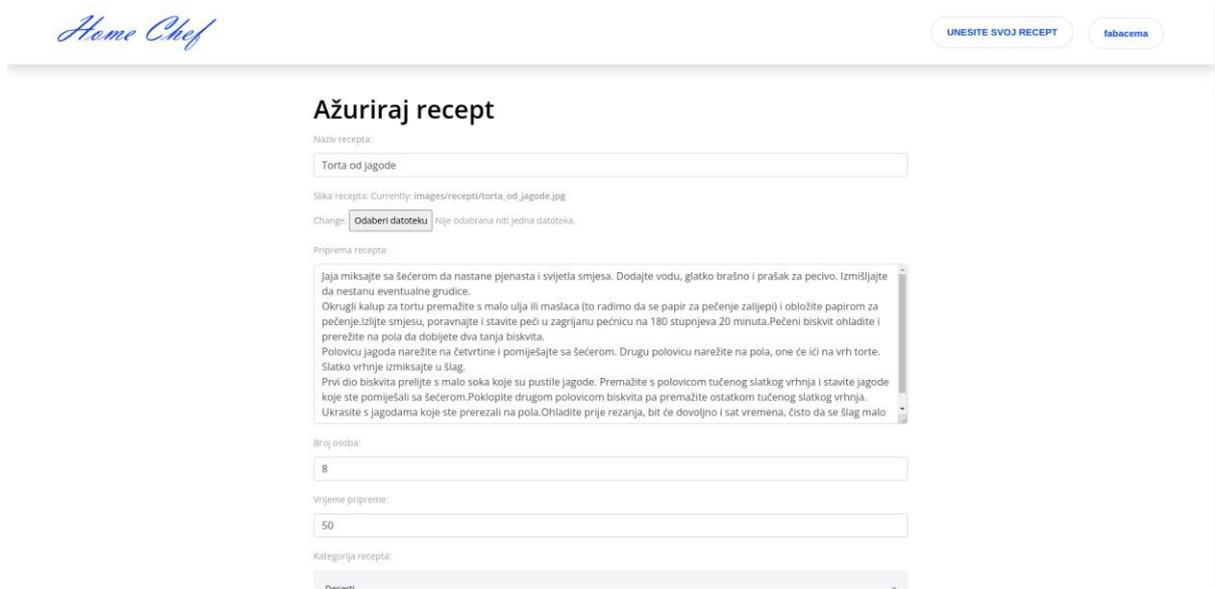 Home Chef
UNESITE SVOJ RECEPT
fabacema
Ažuriraj recept
Naziv recepta:
Torta od jagode
Slika recepta: Currently: images/recepti/torta_od_jagode.jpg
Change: Odaberi datoteku Nije odabrana niti jedna datoteka.
Priprema recepta:
Jaja miksajte sa šećerom da nastane pjenasta i svijetla smjesa. Dodajte vodu, glatko brašno i prašak za pecivo. Izmišljajte
da nestanu eventualne grudice.
Okrugli kalup za tortu premažite s malo ulja ili maslaca (to radimo da se papir za pečenje zalijepi) i obložite papirom za
pečenje.Izlijte smjesu, poravnajte i stavite peći u zagrijanu pećnicu na 180 stupnjeva 20 minuta.Pečeni biskvit ohladite i
prerežite na pola da dobijete dva tanja biskvita.
Polovicu jagoda narežite na četvrtine i pomiješajte sa šećerom. Drugu polovicu narežite na pola, one će ići na vrh torte.
Slatko vrhnje izmiksajte u šlag.
Prvi dio biskvita prelijte s malo soka koje su pustile jagode. Premažite s polovicom tučenog slatkog vrhnja i stavite jagode
koje ste pomiješali sa šećerom.Poklopite drugom polovicom biskvita pa premažite ostatkom tučenog slatkog vrhnja.
Ukrasite s jagodama koje ste prerezali na pola.Ohladite prije rezanja, bit će dovoljno i sat vremena, čisto da se šlag malo
Broj osoba:
8
Vrijeme pripreme:
50
Kategorija recepta:
Deserti